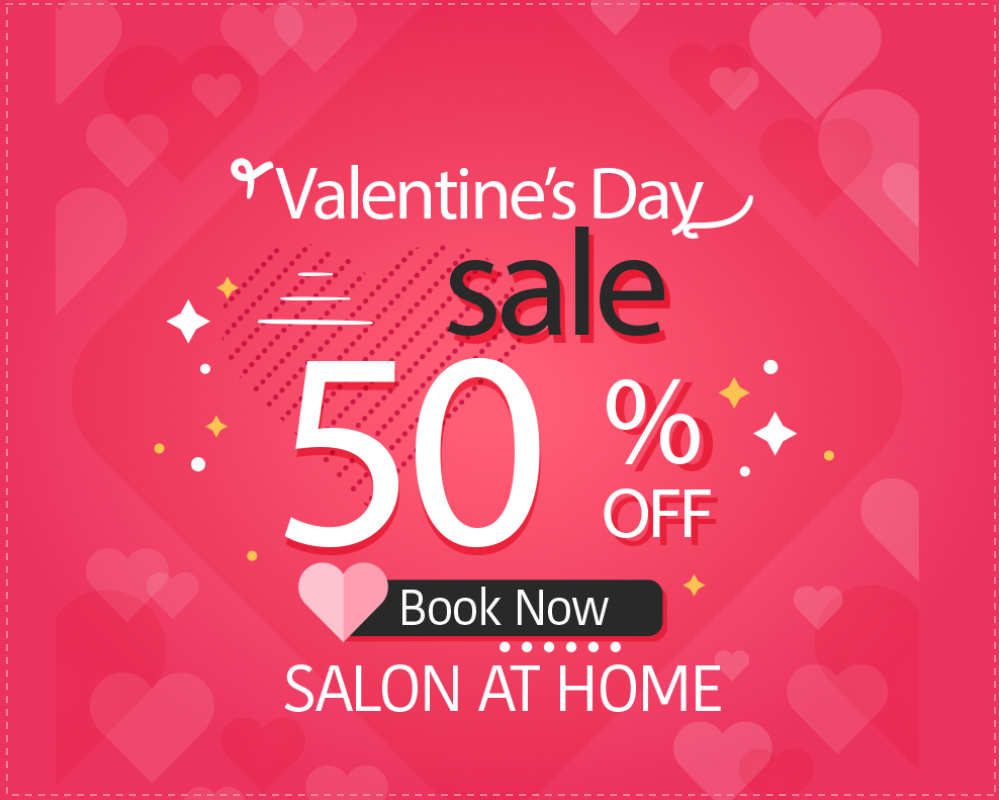 Valentine's Day
sale
50 %
OFF
Book Now
SALON AT HOME